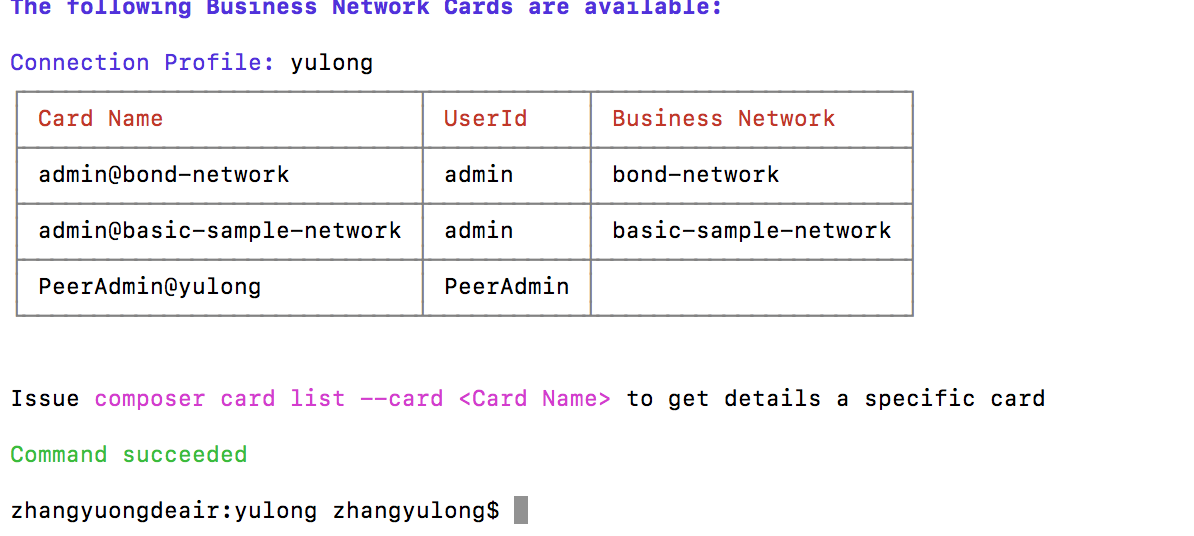 The following Business Network Cards are available:
Connection Profile: yulong
Card Name UserId Business Network
admin@bond-network admin bond-network
admin@basic-sample-network admin basic-sample-network
PeerAdmin@yulong PeerAdmin
Issue composer card list --card <Card Name> to get details a specific card
Command succeeded
zhangyuongdeair:yulong zhangyulong$